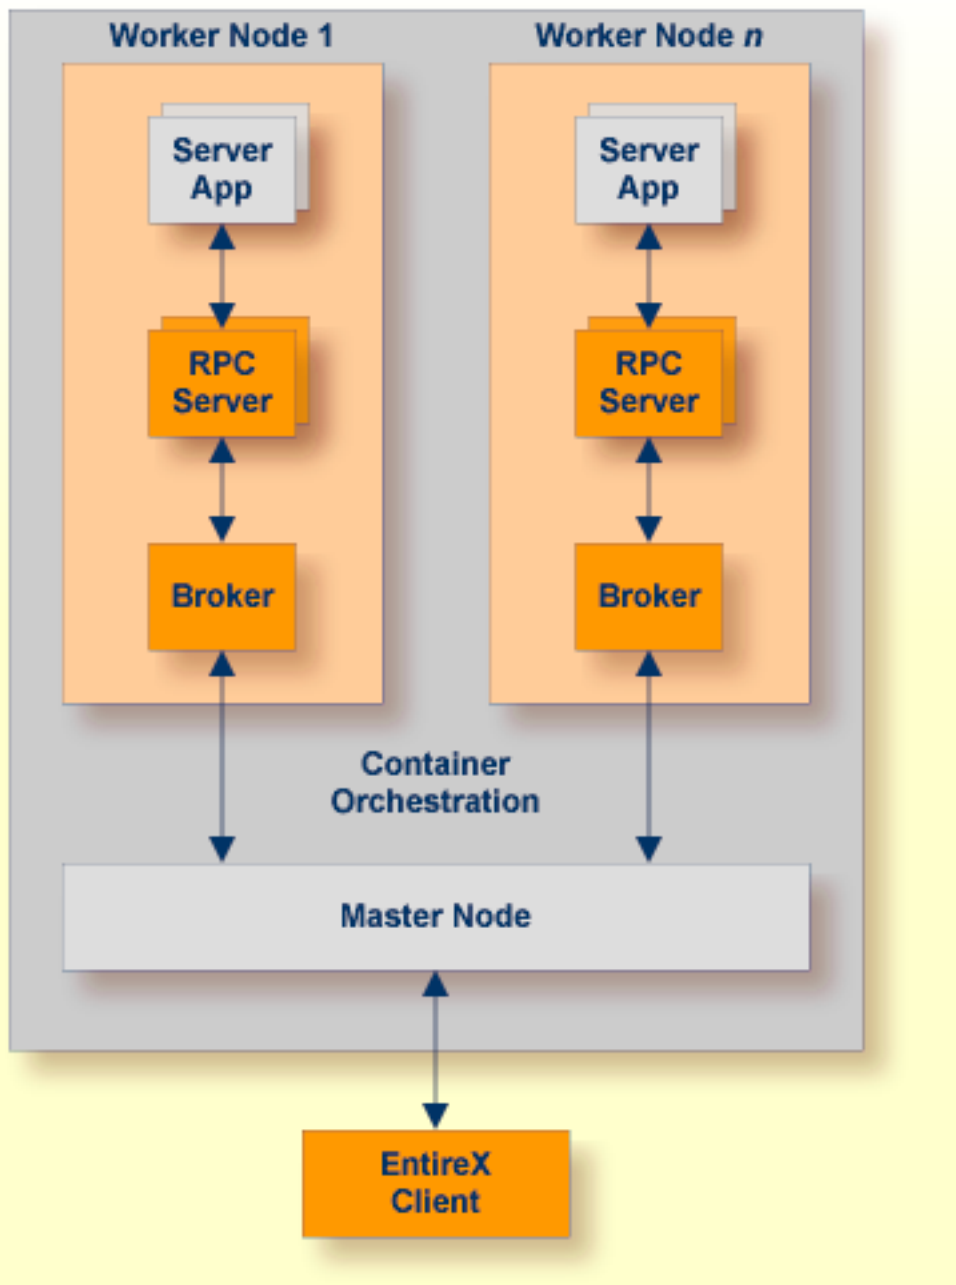 Worker Node 1
Worker Node n
Server
App
Server
App
RPC
Server
RPC
Server
Broker
Broker
Container
Orchestration
Master Node
EntireX
Client